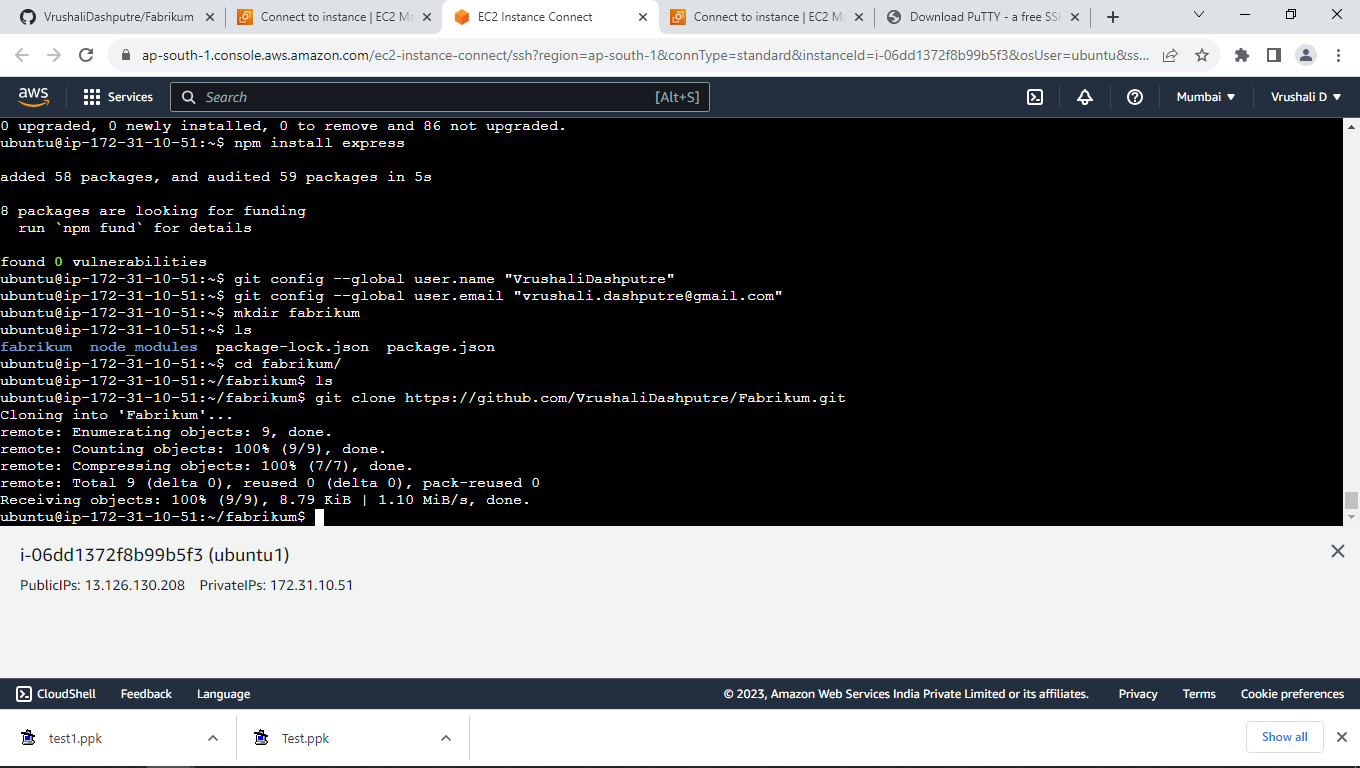 VrushaliDashputre/Fabrikum
Connect to instance | EC2 Ma
EC2 Instance Connect
Connect to instance | EC2 Ma
Download PuTTY - a free SSH
ap-south-1.console.aws.amazon.com/ec2-instance-connect/ssh?region=ap-south-1&connType=standard&instanceId=i-06dd1372f8b99b5f3&osUser=ubuntu&ss...
aws
Services
Search
[Alt+S]
Mumbai
Vrushali D
0 upgraded, 0 newly installed, 0 to remove and 86 not upgraded.
ubuntu@ip-172-31-10-51:~$ npm install express
added 58 packages, and audited 59 packages in 5s
8 packages are looking for funding
run `npm fund` for details
found 0 vulnerabilities
ubuntu@ip-172-31-10-51:~$ git config --global user.name "VrushaliDashputre"
ubuntu@ip-172-31-10-51:~$ git config --global user.email "vrushali.dashputre@gmail.com"
ubuntu@ip-172-31-10-51:~$ mkdir fabrikum
ubuntu@ip-172-31-10-51:~$ ls
fabrikum node_modules package-lock.json package.json
ubuntu@ip-172-31-10-51:~$ cd fabrikum/
ubuntu@ip-172-31-10-51:~/fabrikum$ ls
ubuntu@ip-172-31-10-51:~/fabrikum$ git clone https://github.com/VrushaliDashputre/Fabrikum.git
Cloning into 'Fabrikum'...
remote: Enumerating objects: 9, done.
remote: Counting objects: 100% (9/9), done.
remote: Compressing objects: 100% (7/7), done.
remote: Total 9 (delta 0), reused 0 (delta 0), pack-reused 0
Receiving objects: 100% (9/9), 8.79 KiB | 1.10 MiB/s, done.
ubuntu@ip-172-31-10-51:~/fabrikum$
i-06dd1372f8b99b5f3 (ubuntu1)
PublicIPs: 13.126.130.208 PrivateIPs: 172.31.10.51
CloudShell
Feedback
Language
© 2023, Amazon Web Services India Private Limited or its affiliates.
Privacy
Terms
Cookie preferences
test1.ppk
Test.ppk
Show all